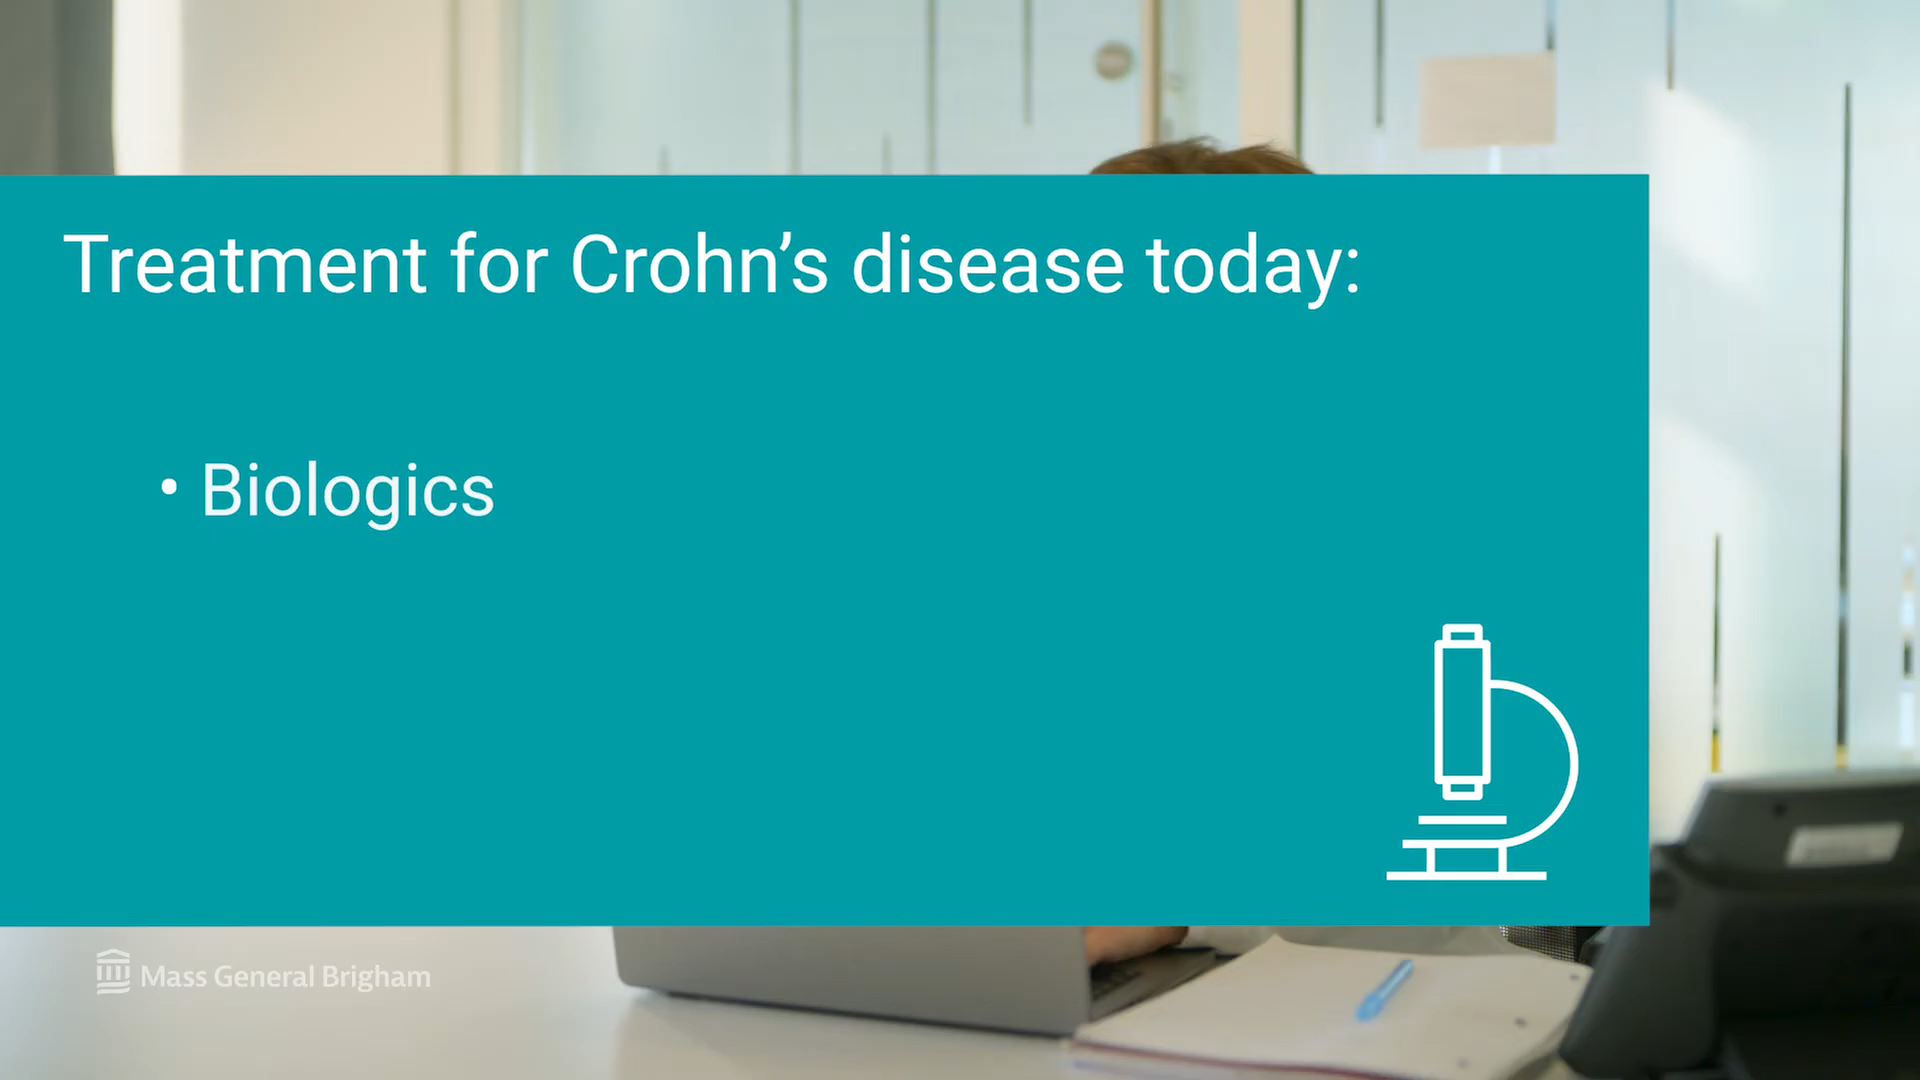 Treatment for Crohn’s disease today:
• Biologics
Mass General Brigham